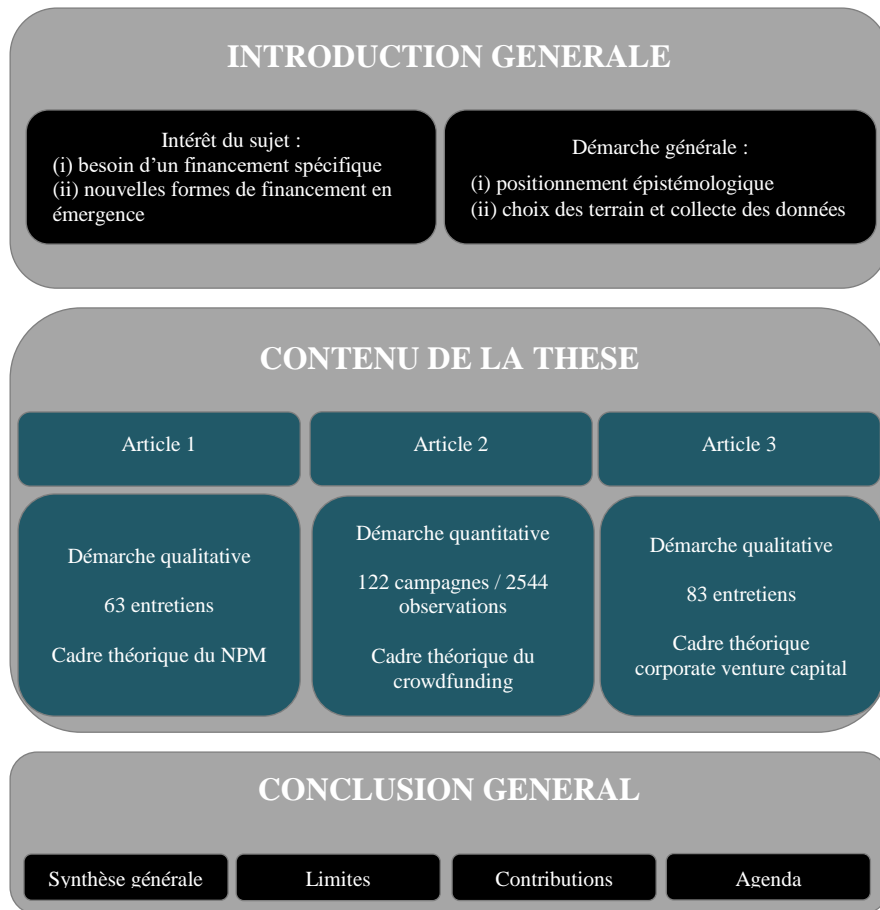 INTRODUCTION GENERALE
Intérêt du sujet :
(i) besoin d'un financement spécifique
(ii) nouvelles formes de financement en
émergence
Démarche générale :
(i) positionnement épistémologique
(ii) choix des terrain et collecte des données
CONTENU DE LA THESE
Article 1
Article 2
Article 3
Démarche qualitative
63 entretiens
Cadre théorique du NPM
Démarche quantitative
122 campagnes / 2544
observations
Cadre théorique du
crowdfunding
Démarche qualitative
83 entretiens
Cadre théorique
corporate venture capital
CONCLUSION GENERAL
Synthèse générale
Limites
Contributions
Agenda